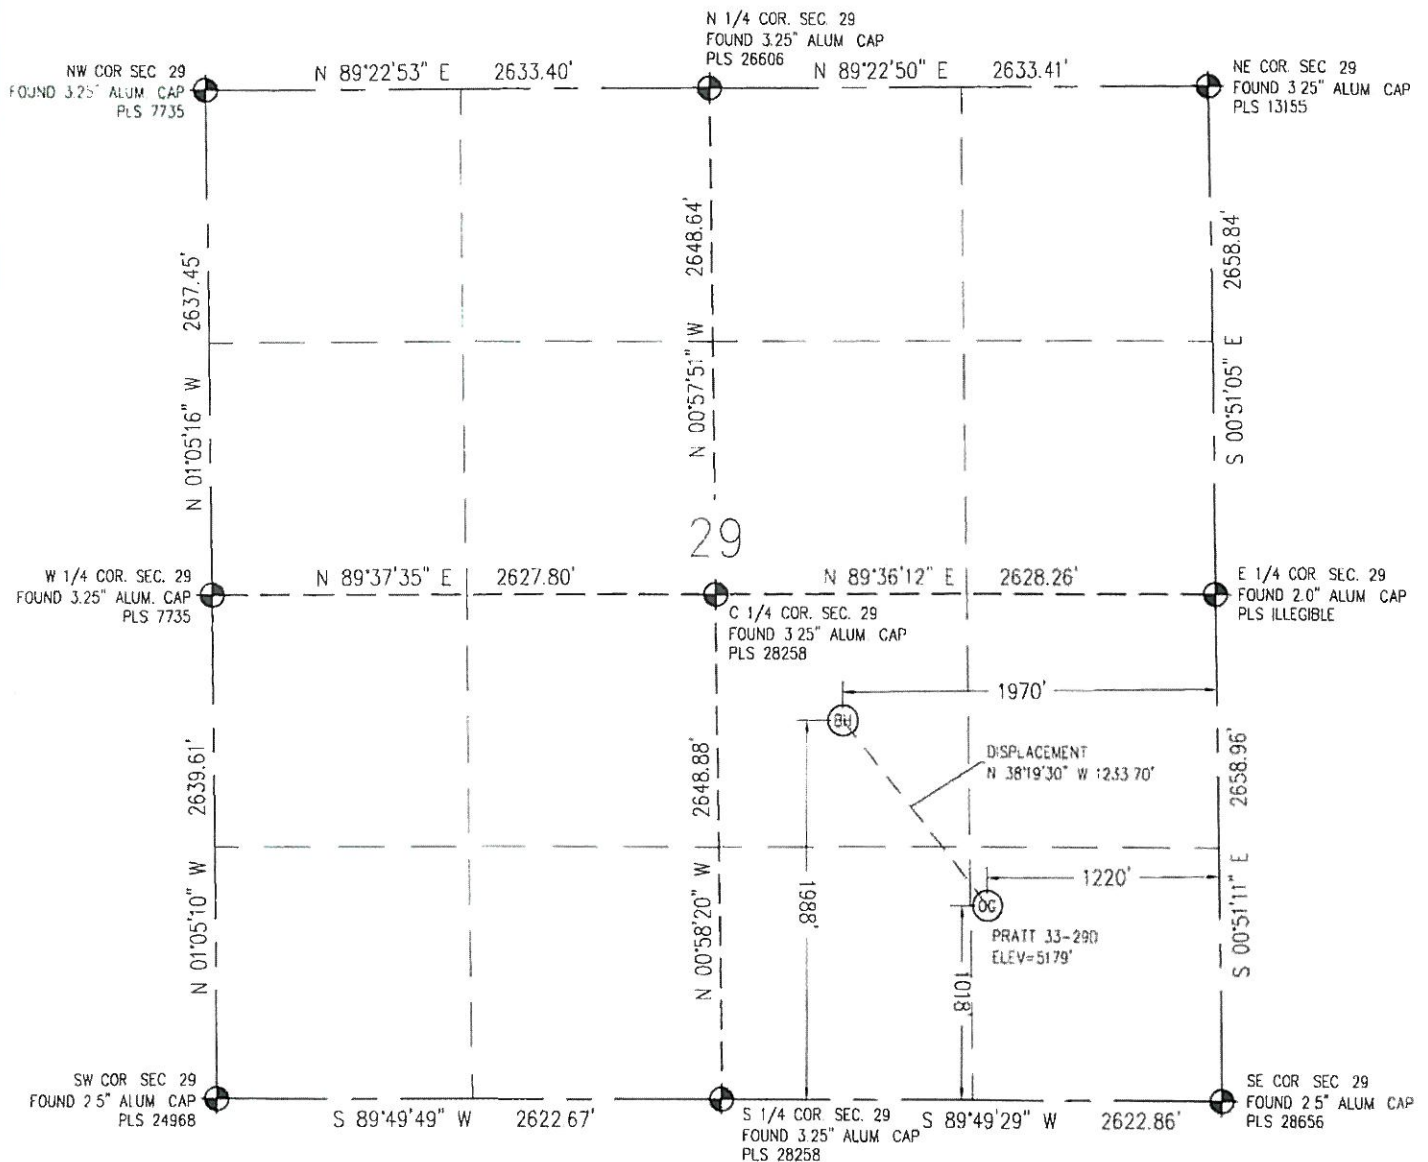 N 1/4 COR. SEC. 29
FOUND 3.25" ALUM CAP
PLS 26606
NW COR SEC 29
FOUND 3.25" ALUM CAP
PLS 7735
N 89°22'53" E 2633.40'
N 89°22'50" E 2633.41'
NE COR. SEC 29
FOUND 3.25" ALUM CAP
PLS 13155
2637.45'
N 01°05'16" W
2648.64'
N 00°57'51" W
2658.84'
S 00°51'05" E
29
W 1/4 COR. SEC. 29
FOUND 3.25" ALUM. CAP
PLS 7735
N 89°37'35" E 2627.80'
N 89°36'12" E 2628.26'
E 1/4 COR. SEC. 29
FOUND 2.0" ALUM CAP
PLS ILLEGIBLE
C 1/4 COR. SEC. 29
FOUND 3.25" ALUM CAP
PLS 28258
1970'
BH
DISPLACEMENT
N 38°19'30" W 1233.70'
2639.61'
N 01°05'10" W
2648.88'
N 00°58'20" W
1988'
2658.96'
S 00°51'11" E
1220'
OG
PRATT 33-29D
ELEV=5179'
1018'
SW COR SEC 29
FOUND 2.5" ALUM CAP
PLS 24968
S 89°49'49" W 2622.67'
S 1/4 COR. SEC. 29
FOUND 3.25" ALUM CAP
PLS 28258
S 89°49'29" W 2622.86'
SE COR SEC 29
FOUND 2.5" ALUM CAP
PLS 28656